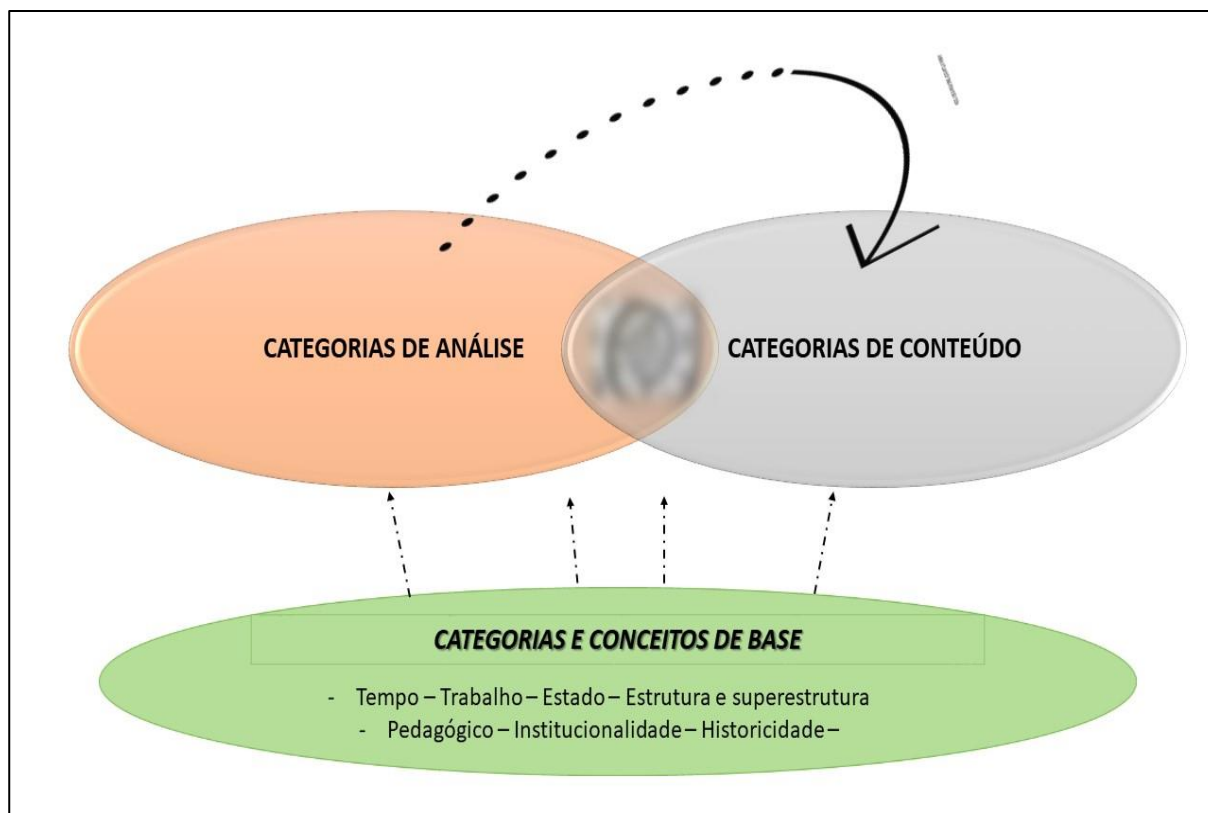 CATEGORIAS DE ANÁLISE
CATEGORIAS DE CONTEÚDO
CATEGORIAS E CONCEITOS DE BASE
- Tempo – Trabalho – Estado – Estrutura e superestrutura
- Pedagógico – Institucionalidade – Historicidade –